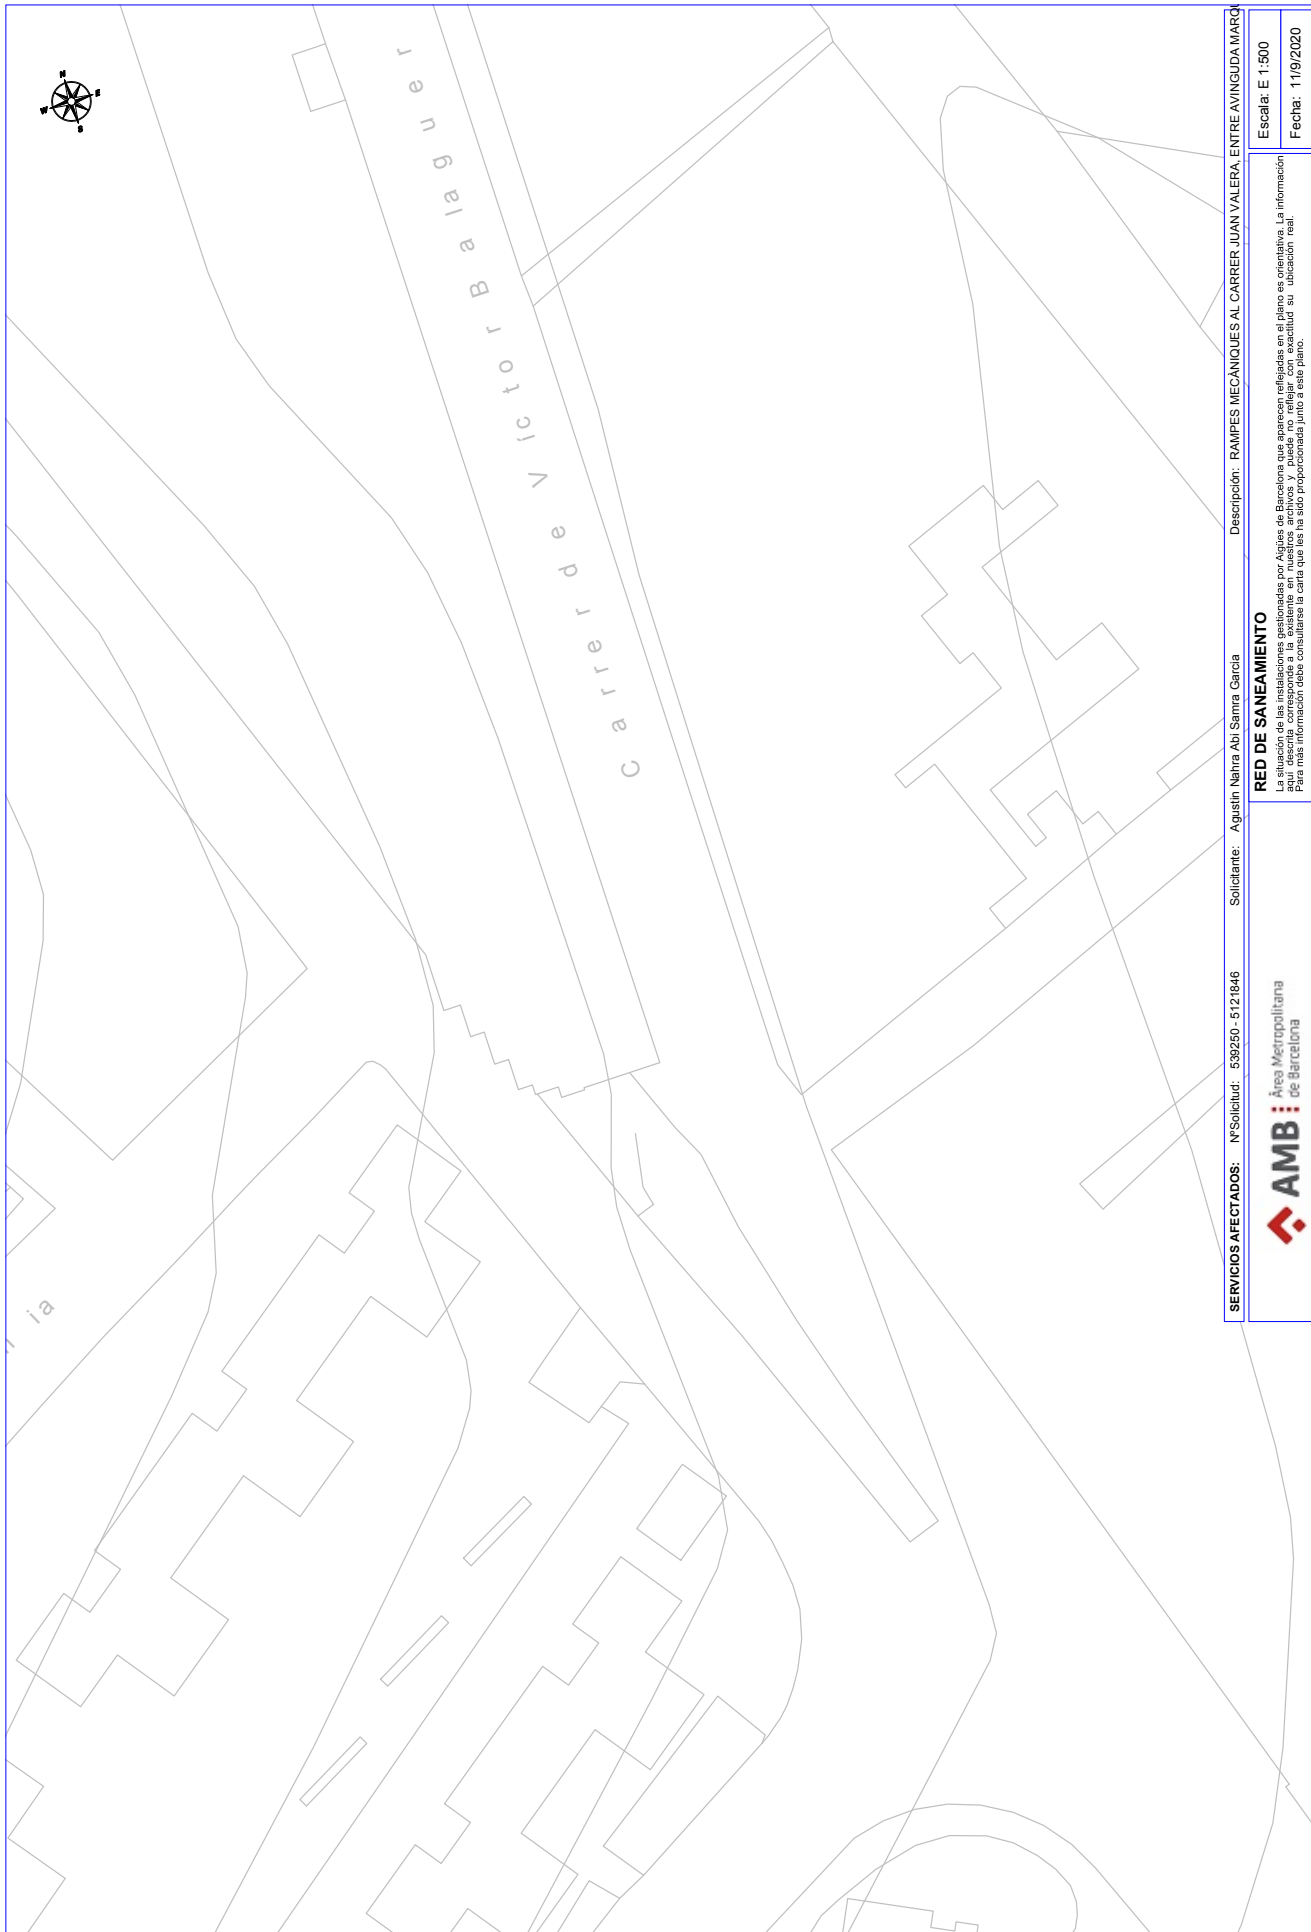 N
W
E
S
Carrer de Víctor Balaguer
ia
SERVICIOS AFECTADOS: NºSolicitud: 539250 - 5121846 Solicitante: Agustin Nahra Abi Samra Garcia Descripción: RAMPES MECÀNIQUES AL CARRER JUAN VALERA, ENTRE AVINGUDA MARQU
AMB Àrea Metropolitana
de Barcelona
RED DE SANEAMIENTO
La situación de las instalaciones gestionadas por Aigües de Barcelona que aparecen reflejadas en el plano es orientativa. La información
aquí descrita corresponde a la existente en nuestros archivos y puede no reflejar con exactitud su ubicación real.
Para más información debe consultarse la carta que les ha sido proporcionada junto a este plano.
Escala: E 1:500
Fecha: 11/9/2020